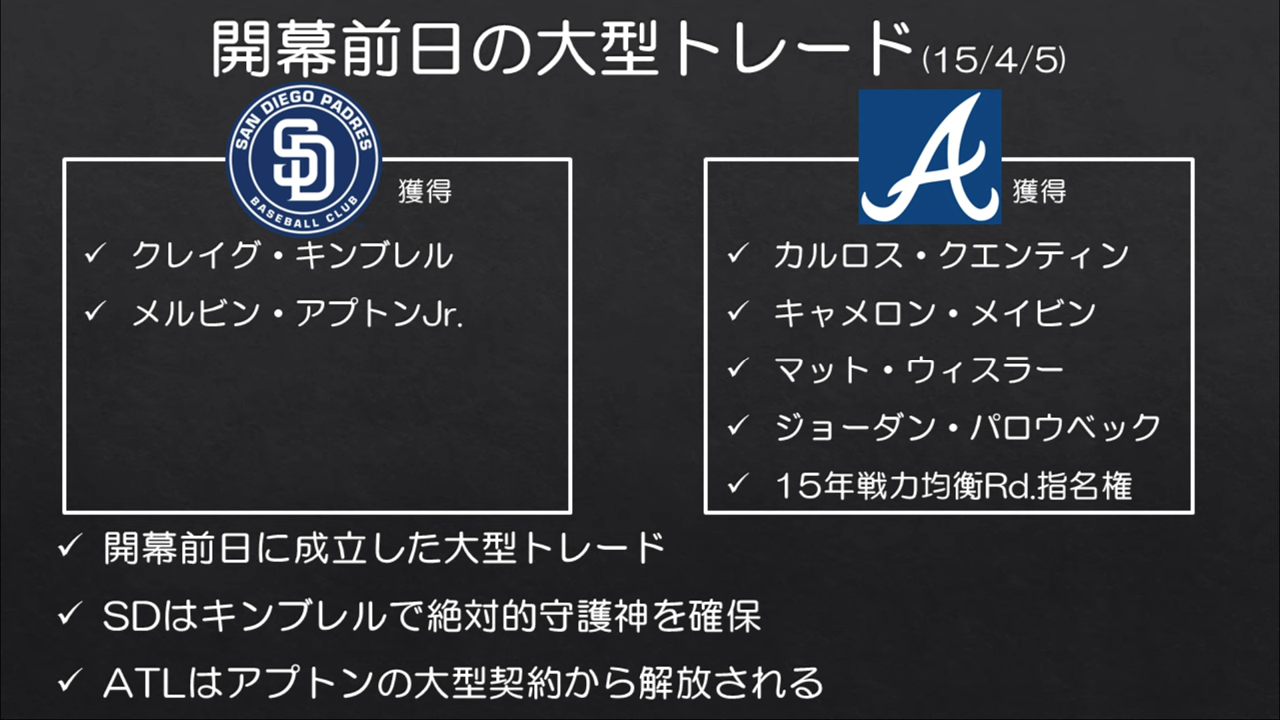 開幕前日の大型トレード(15/4/5)
SAN DIEGO PADRES
SD
BASEBALL CLUB
獲得
✓ クレイグ・キンブレル
✓ メルビン・アプトンJr.
A
獲得
✓ カルロス・クエンティン
✓ キャメロン・メイビン
✓ マット・ウィスラー
✓ ジョーダン・パロウベック
✓ 15年戦力均衡Rd.指名権
✓ 開幕前日に成立した大型トレード
✓ SDはキンブレルで絶対的守護神を確保
✓ ATLはアプトンの大型契約から解放される